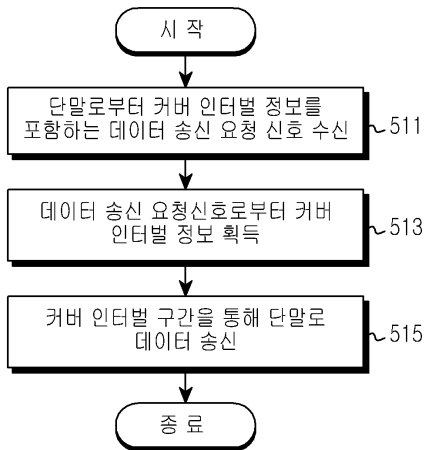 시 작
단말로부터 커버 인터벌 정보를
포함하는 데이터 송신 요청 신호 수신
511
데이터 송신 요청신호로부터 커버
인터벌 정보 획득
513
커버 인터벌 구간을 통해 단말로
데이터 송신
515
종 료